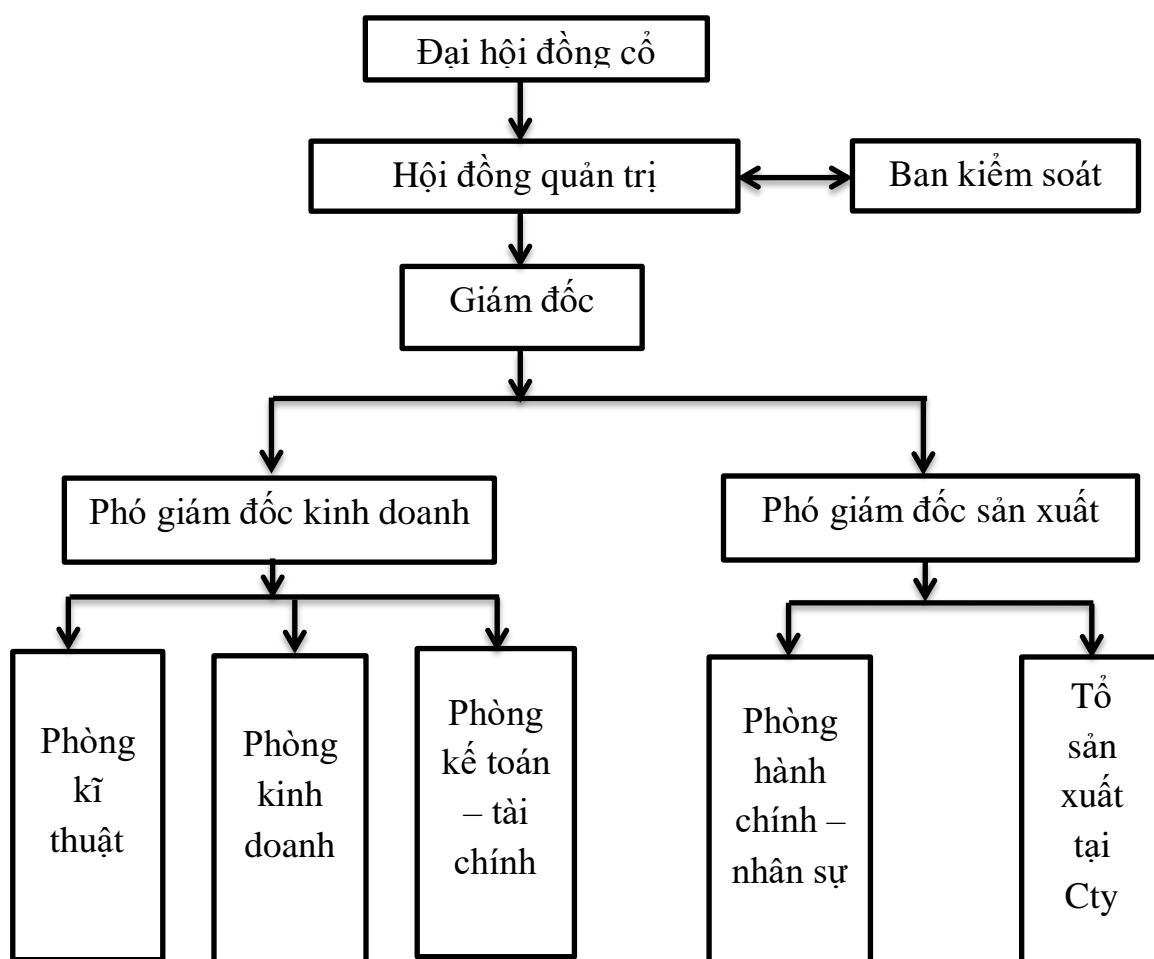 Đại hội đồng cổ
Hội đồng quản trị
Ban kiểm soát
Giám đốc
Phó giám đốc kinh doanh
Phó giám đốc sản xuất
Phòng
kĩ
thuật
Phòng
kinh
doanh
Phòng
kế toán
– tài
chính
Phòng
hành
chính –
nhân sự
Tổ
sản
xuất
tại
Cty